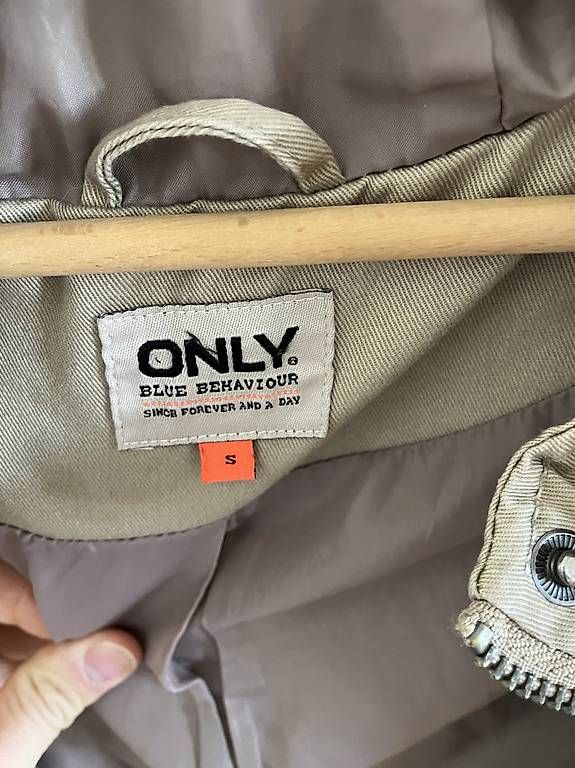 ONLY®
BLUE BEHAVIOUR
SINCE FOREVER AND A DAY
S